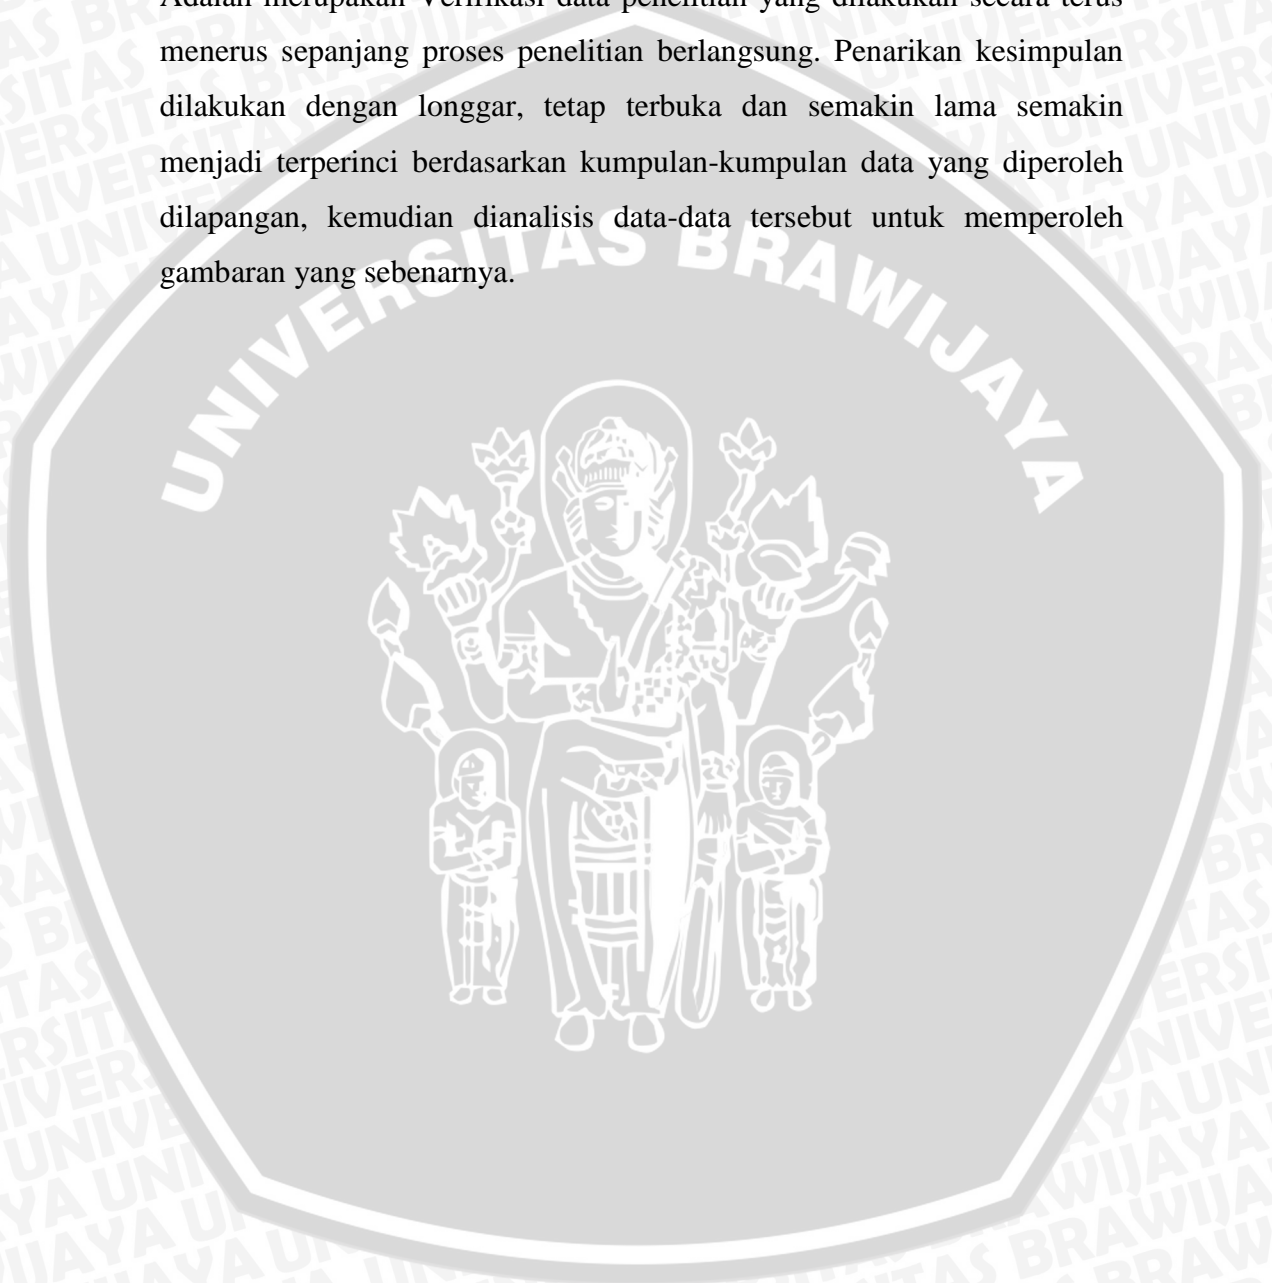 Adalah merupakan Verifikasi data penelitian yang dilakukan secara terus
menerus sepanjang proses penelitian berlangsung. Penarikan kesimpulan
dilakukan dengan longgar, tetap terbuka dan semakin lama semakin
menjadi terperinci berdasarkan kumpulan-kumpulan data yang diperoleh
dilapangan, kemudian dianalisis data-data tersebut untuk memperoleh
gambaran yang sebenarnya.
UNIVERSITAS BRAWIJAYA